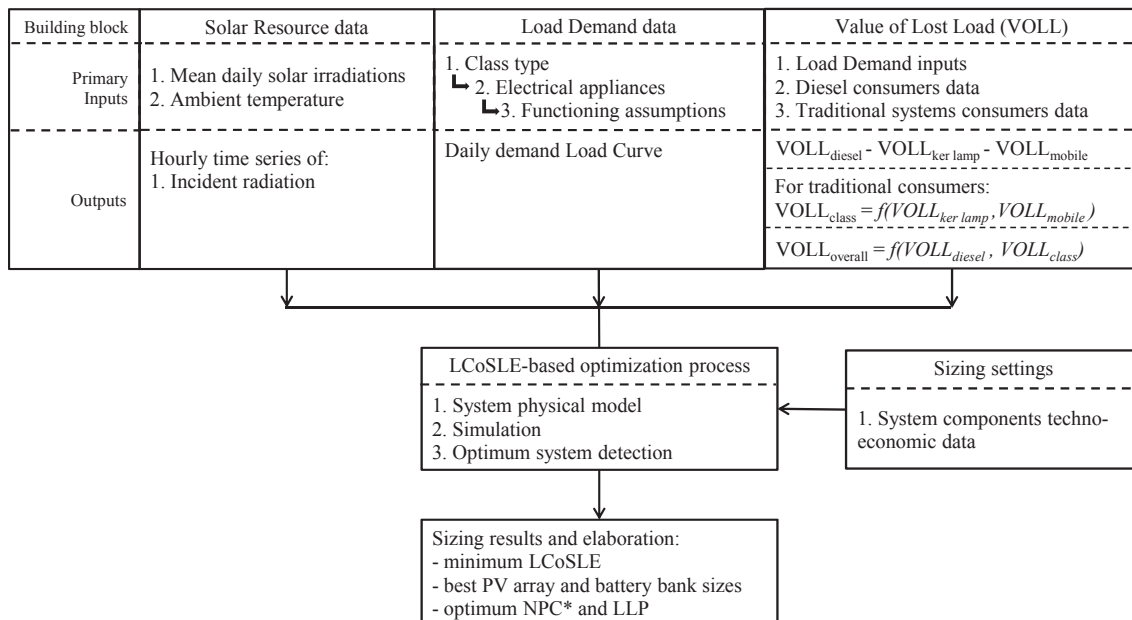 Building block
Solar Resource data
Load Demand data
Value of Lost Load (VOLL)
Primary
Inputs
1. Mean daily solar irradiations
2. Ambient temperature
1. Class type
2. Electrical appliances
3. Functioning assumptions
1. Load Demand inputs
2. Diesel consumers data
3. Traditional systems consumers data
Outputs
Hourly time series of:
1. Incident radiation
Daily demand Load Curve
VOLLdiesel - VOLLker lamp - VOLLmobile
For traditional consumers:
VOLLclass = f(VOLLker lamp ,VOLLmobile )
VOLLoverall = f(VOLLdiesel , VOLLclass)
LCoSLE-based optimization process
1. System physical model
2. Simulation
3. Optimum system detection
Sizing settings
1. System components techno-
economic data
Sizing results and elaboration:
- minimum LCoSLE
- best PV array and battery bank sizes
- optimum NPC* and LLP